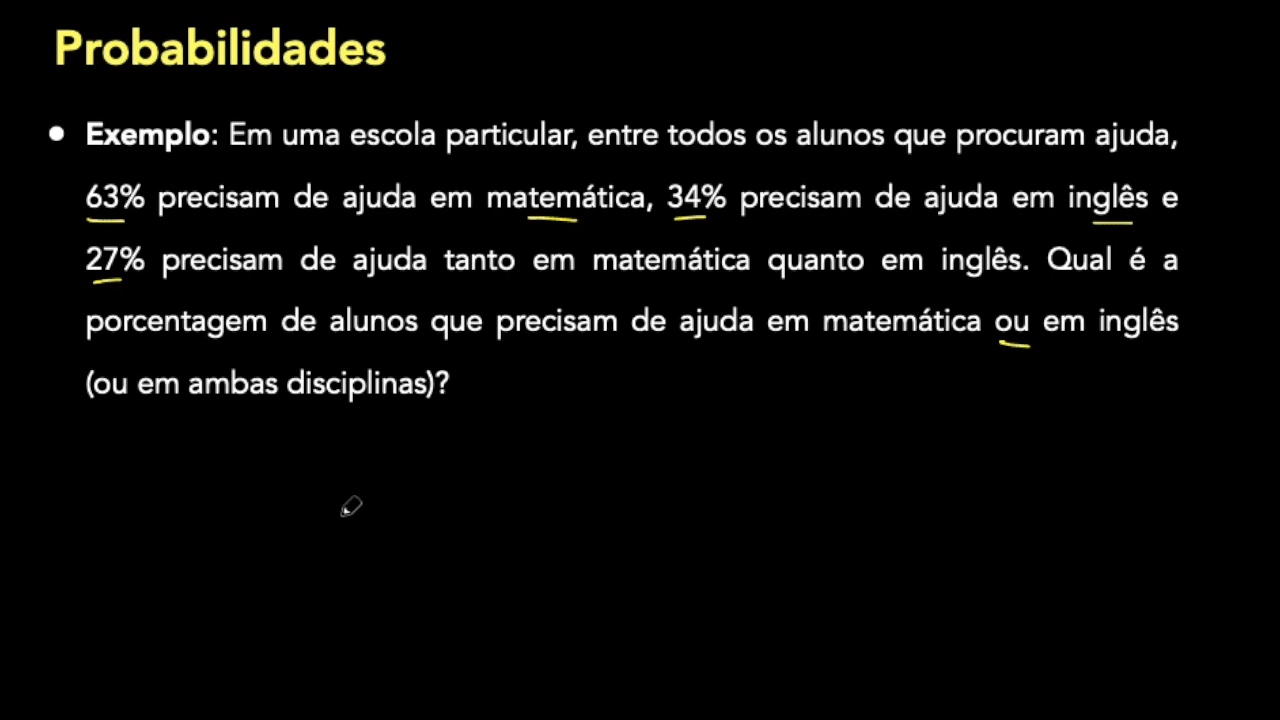 Probabilidades
• Exemplo: Em uma escola particular, entre todos os alunos que procuram ajuda,
63% precisam de ajuda em matemática, 34% precisam de ajuda em inglês e
27% precisam de ajuda tanto em matemática quanto em inglês. Qual é a
porcentagem de alunos que precisam de ajuda em matemática ou em inglês
(ou em ambas disciplinas)?